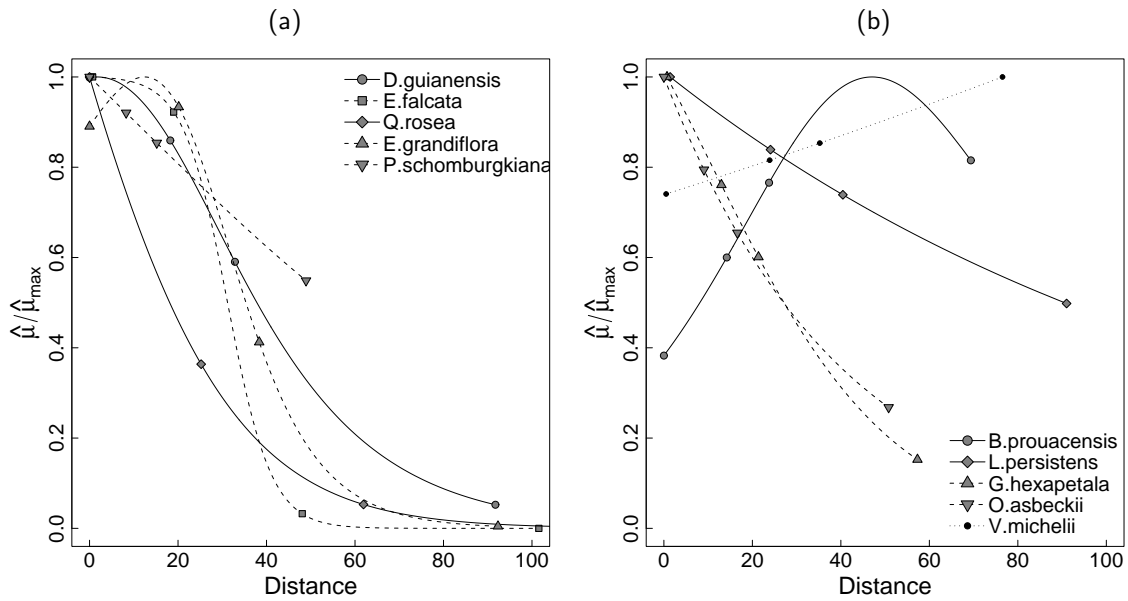 (a)
D.guianensis
E.falcata
Q.rosea
E.grandiflora
P.schomburgkiana
1.0
0.8
0.6
0.4
0.2
0.0
μ̂ / μ̂max
0 20 40 60 80 100
Distance
(b)
1.0
0.8
0.6
0.4
0.2
0.0
μ̂ / μ̂max
B.prouacensis
L.persistens
G.hexapetala
O.asbeckii
V.michelii
0 20 40 60 80 100
Distance